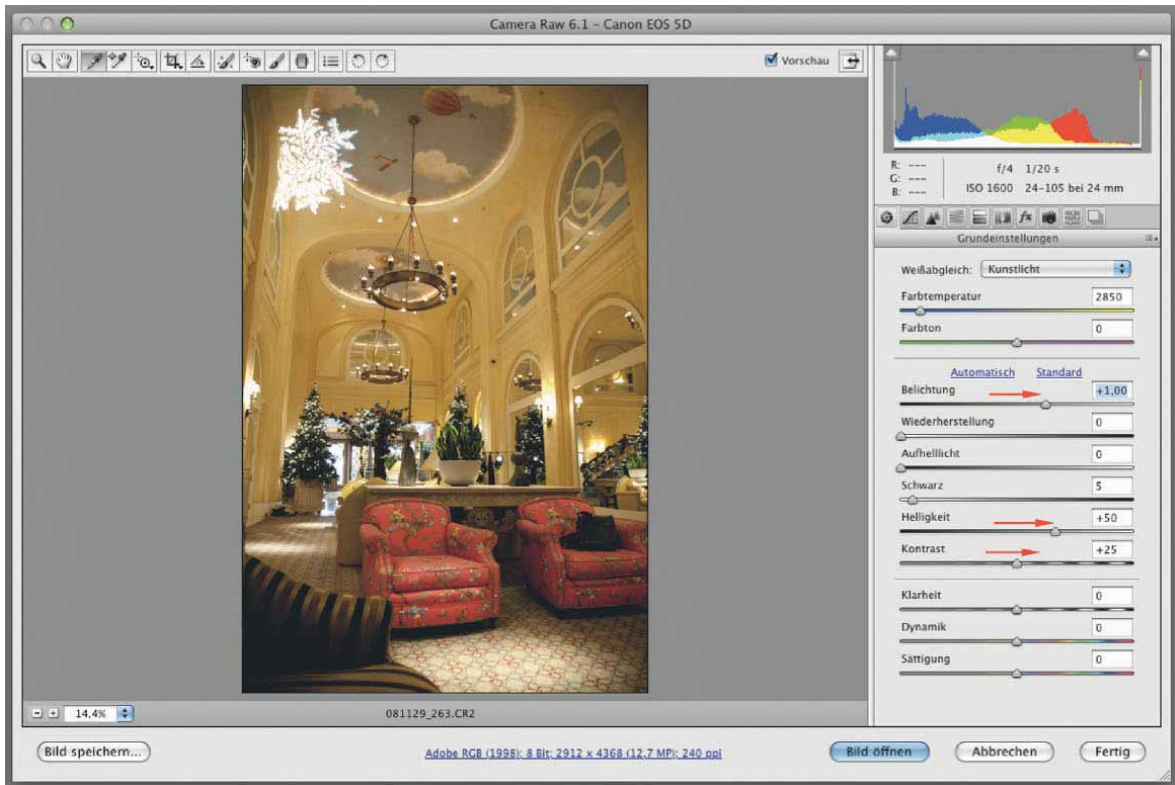 Camera Raw 6.1 – Canon EOS 5D
Vorschau
R: ---
G: ---
B: ---
f/4 1/20 s
ISO 1600 24-105 bei 24 mm
fx
Grundeinstellungen
Weißabgleich: Kunstlicht
Farbtemperatur 2850
Farbton 0
Automatisch Standard
Belichtung +1,00
Wiederherstellung 0
Aufhelllicht 0
Schwarz 5
Helligkeit +50
Kontrast +25
Klarheit 0
Dynamik 0
Sättigung 0
14,4%
081129_263.CR2
Bild speichern...
Adobe RGB (1998); 8 Bit; 2912 x 4368 (12,7 MP); 240 ppi
Bild öffnen
Abbrechen
Fertig